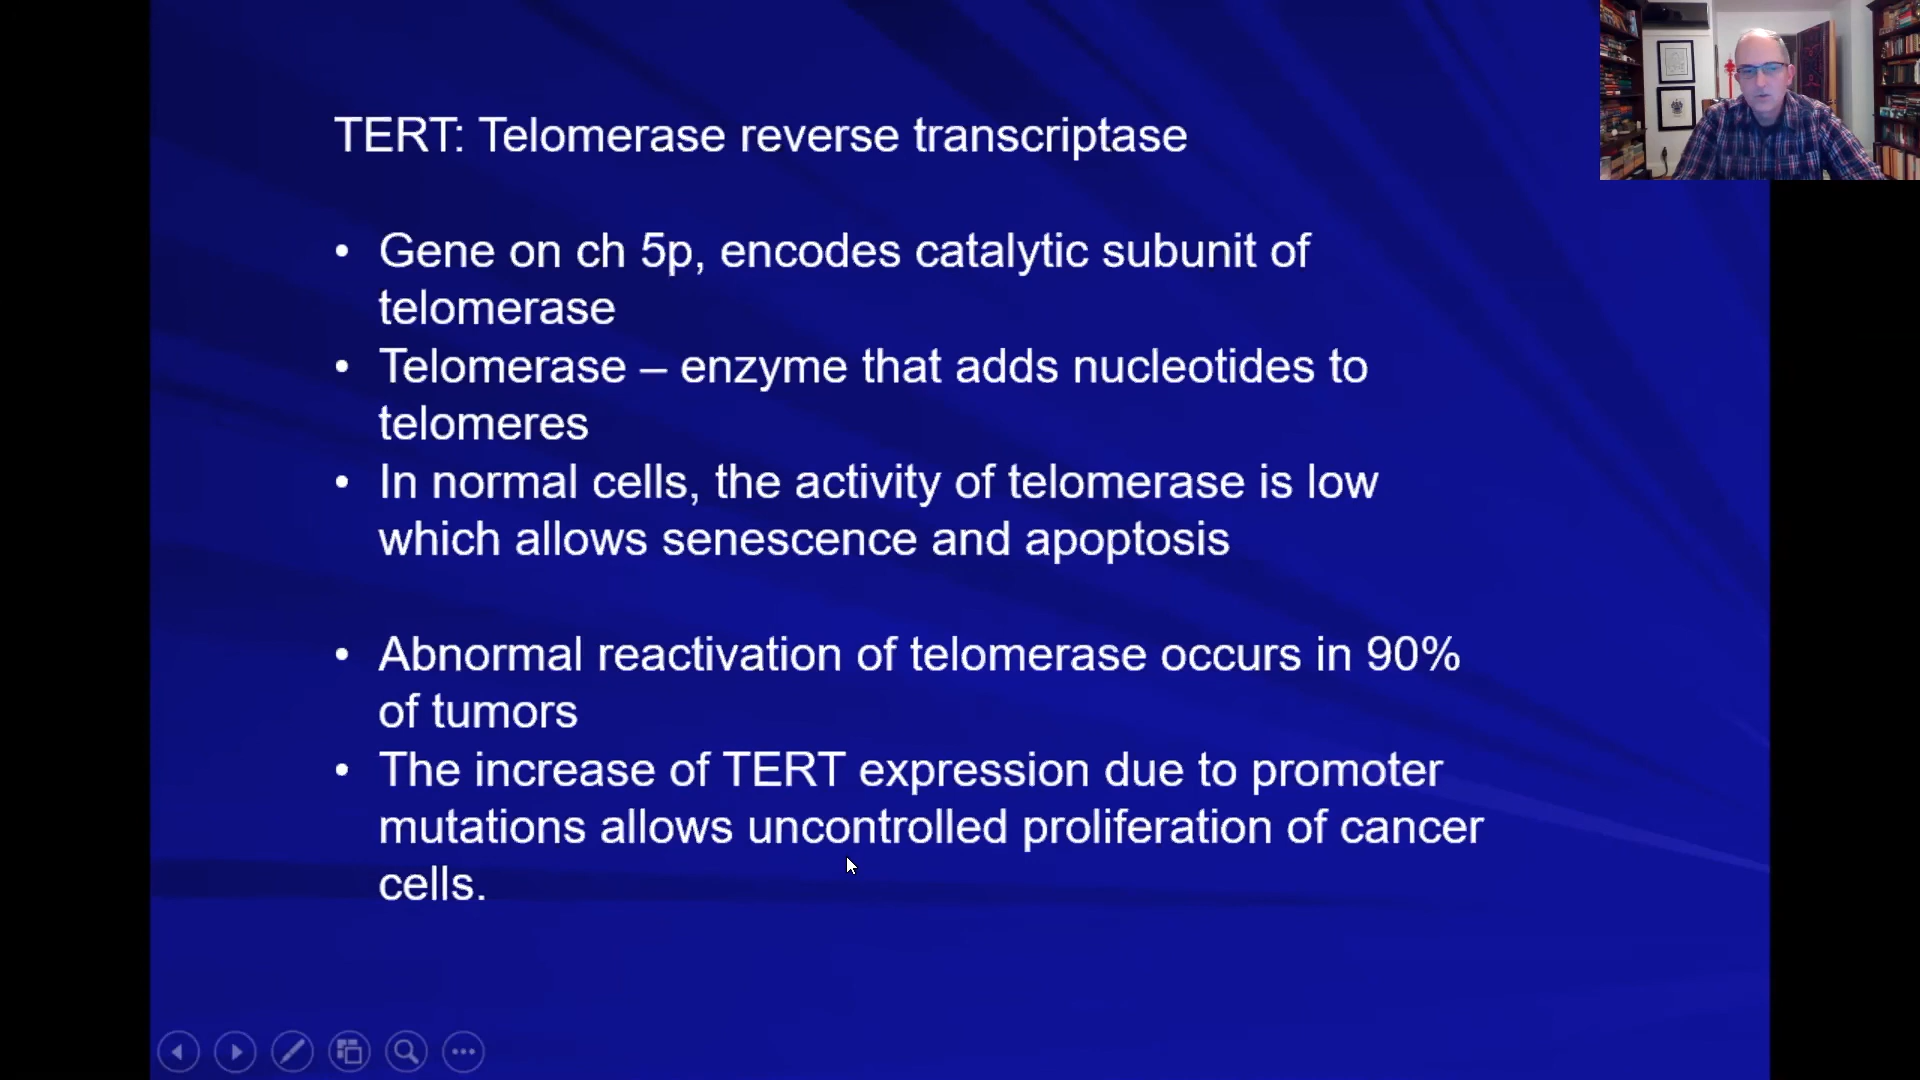 TERT: Telomerase reverse transcriptase
• Gene on ch 5p, encodes catalytic subunit of
telomerase
• Telomerase – enzyme that adds nucleotides to
telomeres
• In normal cells, the activity of telomerase is low
which allows senescence and apoptosis
• Abnormal reactivation of telomerase occurs in 90%
of tumors
• The increase of TERT expression due to promoter
mutations allows uncontrolled proliferation of cancer
cells.